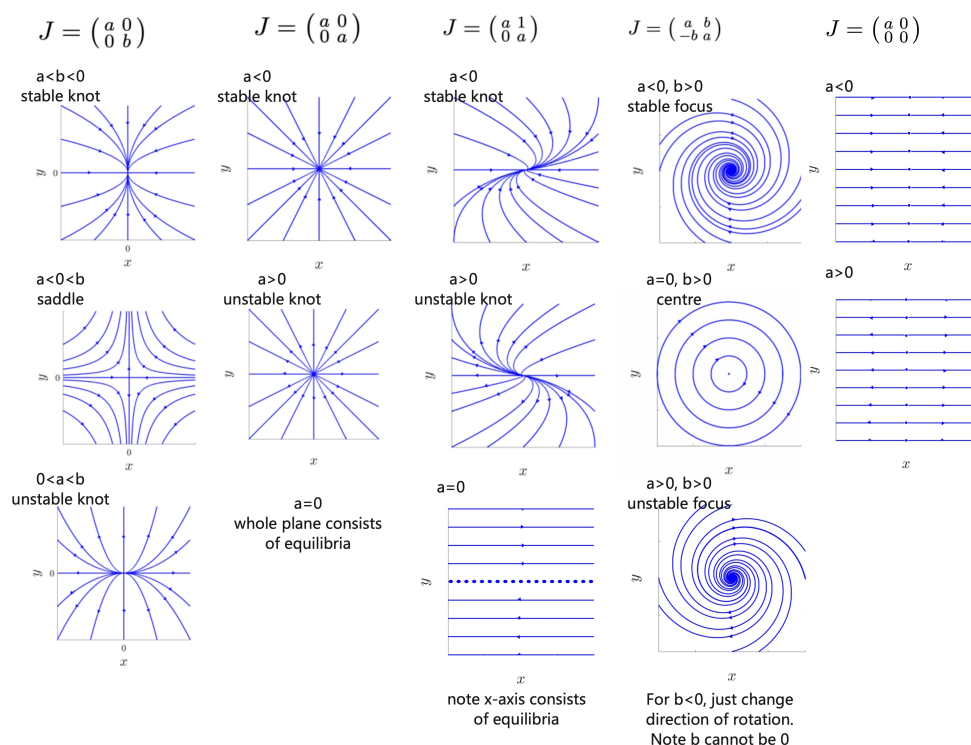 J = ( a 0 0 b )
J = ( a 0 0 a )
J = ( a 1 0 a )
J = ( a b -b a )
J = ( a 0 0 0 )
a<b<0
stable knot
y
0
0
x
a<0
stable knot
y
x
a<0
stable knot
y
x
a<0, b>0
stable focus
y
x
a<0
y
x
a<0<b
saddle
y
0
0
x
a>0
unstable knot
y
x
a>0
unstable knot
y
x
a=0, b>0
centre
y
x
a>0
y
x
0<a<b
unstable knot
y
0
0
x
a=0
whole plane consists
of equilibria
a=0
y
x
note x-axis consists
of equilibria
a>0, b>0
unstable focus
y
x
For b<0, just change
direction of rotation.
Note b cannot be 0